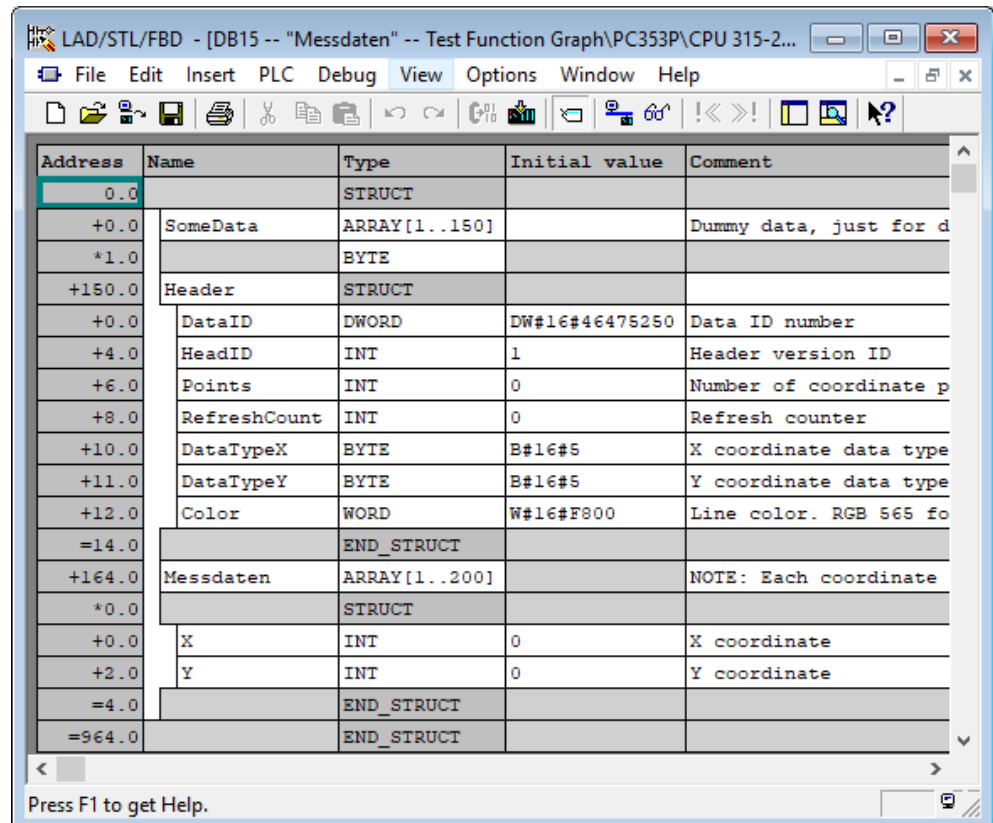 LAD/STL/FBD - [DB15 -- "Messdaten" -- Test Function Graph\PC353P\CPU 315-2...
File Edit Insert PLC Debug View Options Window Help
Address Name Type Initial value Comment
0.0 STRUCT
+0.0 SomeData ARRAY[1..150] Dummy data, just for d
*1.0 BYTE
+150.0 Header STRUCT
+0.0 DataID DWORD DW#16#46475250 Data ID number
+4.0 HeadID INT 1 Header version ID
+6.0 Points INT 0 Number of coordinate p
+8.0 RefreshCount INT 0 Refresh counter
+10.0 DataTypeX BYTE B#16#5 X coordinate data type
+11.0 DataTypeY BYTE B#16#5 Y coordinate data type
+12.0 Color WORD W#16#F800 Line color. RGB 565 fo
=14.0 END_STRUCT
+164.0 Messdaten ARRAY[1..200] NOTE: Each coordinate
*0.0 STRUCT
+0.0 X INT 0 X coordinate
+2.0 Y INT 0 Y coordinate
=4.0 END_STRUCT
=964.0 END_STRUCT
Press F1 to get Help.